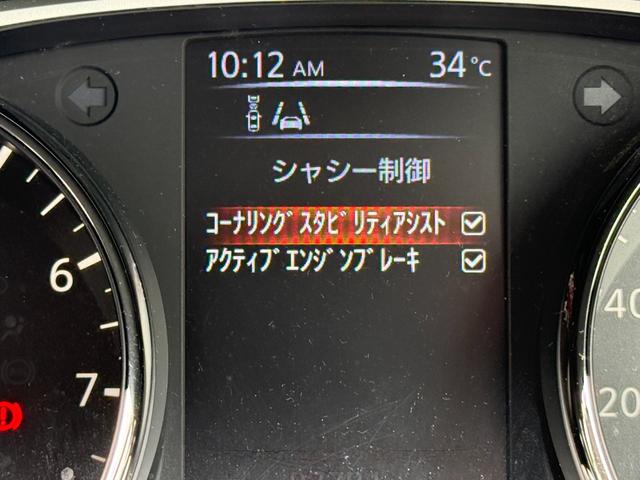 10:12 AM 34 °C
シャシー制御
コーナリングスタビリティアシスト
アクティブエンジンブレーキ
6
7
40
20